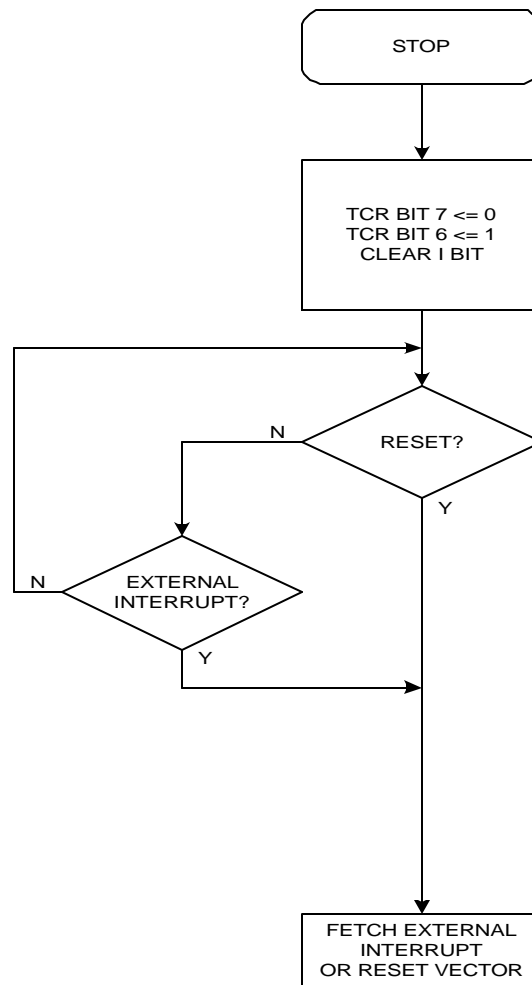 STOP
TCR BIT 7 <= 0
TCR BIT 6 <= 1
CLEAR I BIT
N
RESET?
Y
N
EXTERNAL
INTERRUPT?
Y
FETCH EXTERNAL
INTERRUPT
OR RESET VECTOR